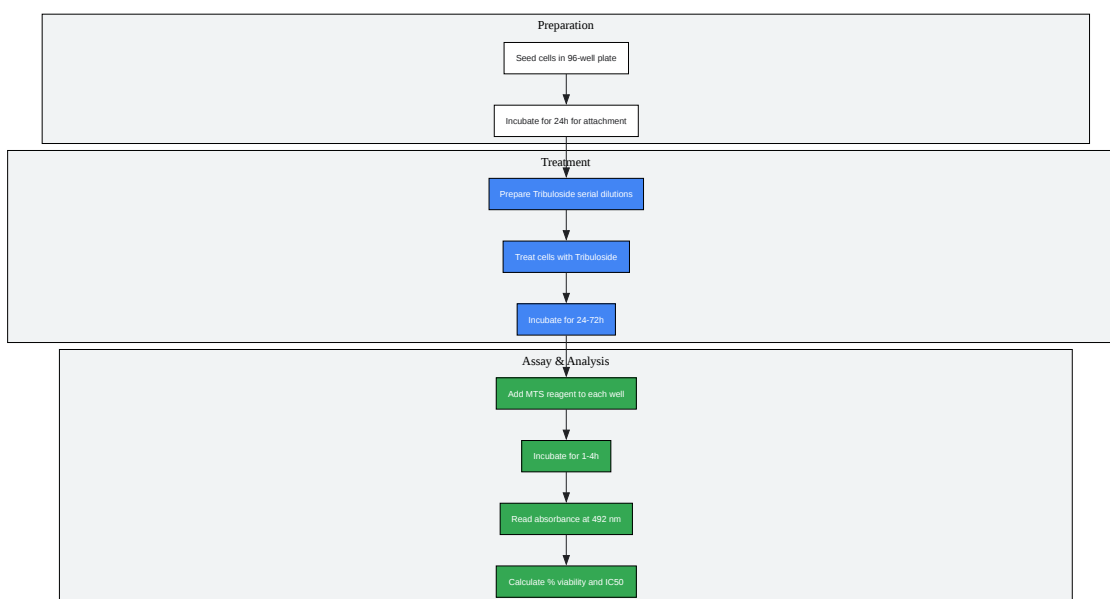 Preparation
Seed cells in 96-well plate
Incubate for 24h for attachment
Treatment
Prepare Tribuloside serial dilutions
Treat cells with Tribuloside
Incubate for 24-72h
Assay & Analysis
Add MTS reagent to each well
Incubate for 1-4h
Read absorbance at 492 nm
Calculate % viability and IC50